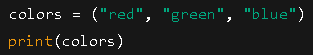 colors = ("red", "green", "blue")
print(colors)